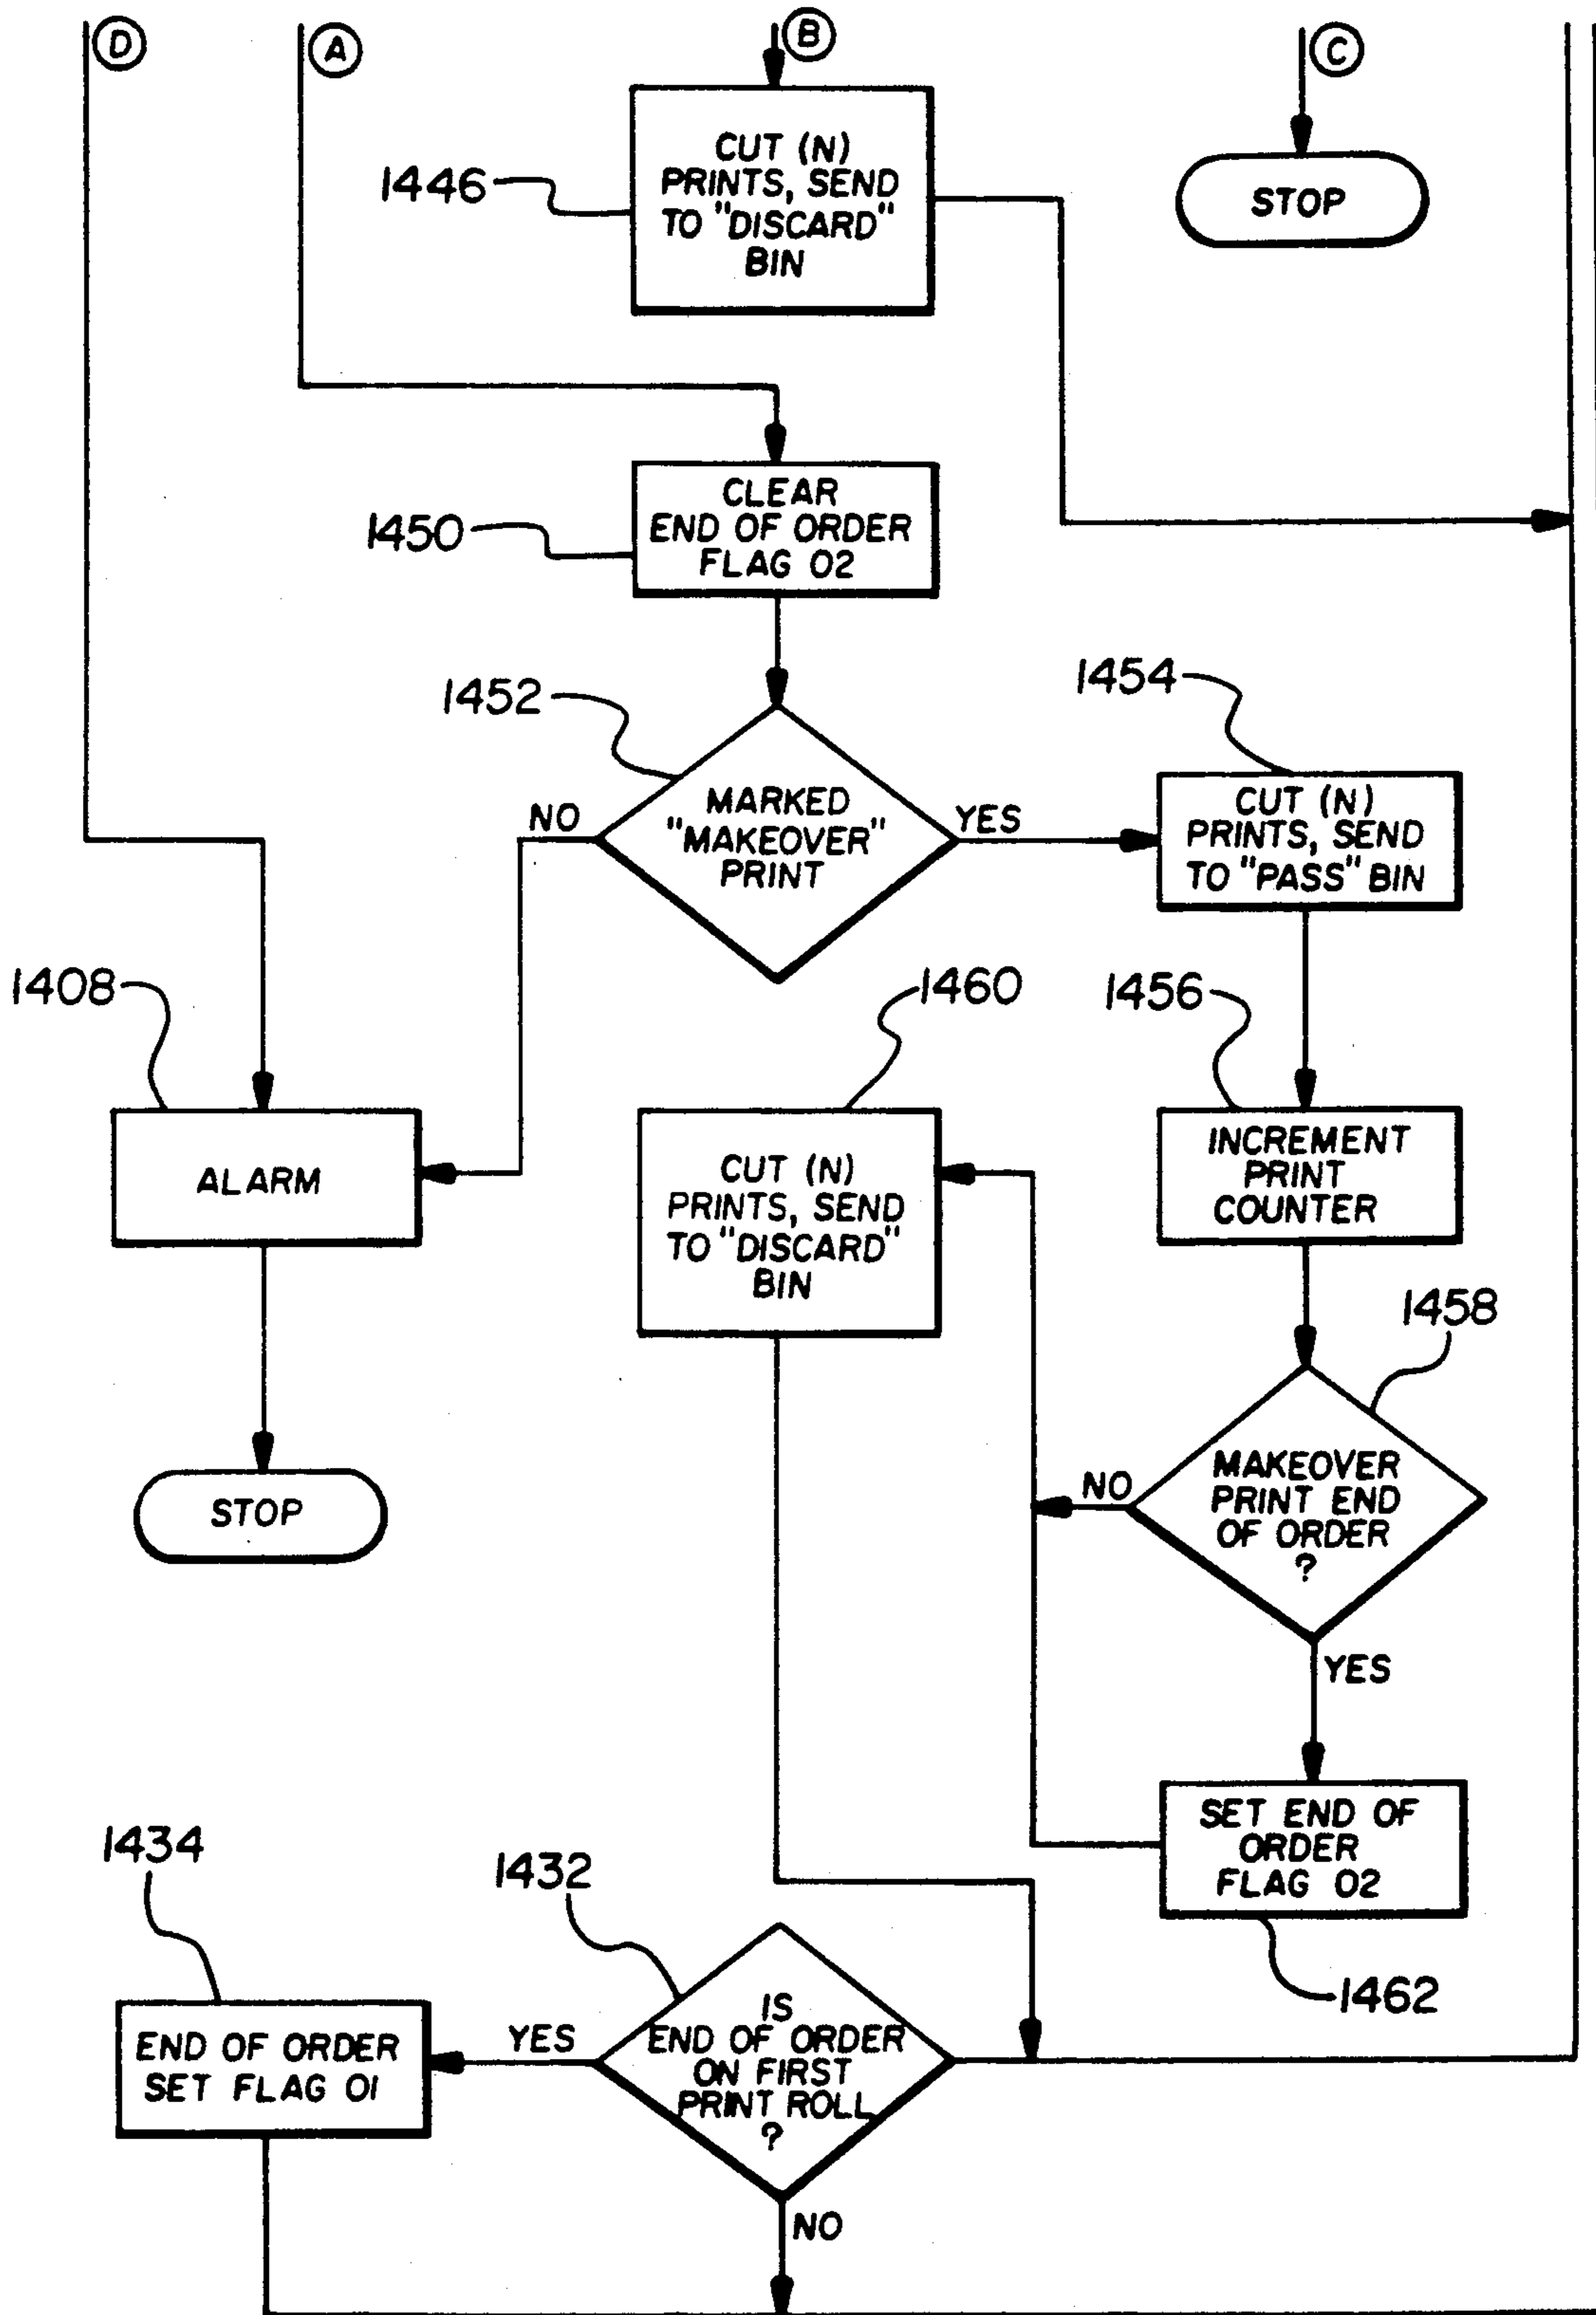 D
A
B
C
CUT (N)
PRINTS, SEND
TO "DISCARD"
BIN
1446
STOP
CLEAR
END OF ORDER
FLAG 02
1450
1452
MARKED
"MAKEOVER"
PRINT
NO
YES
1454
CUT (N)
PRINTS, SEND
TO "PASS" BIN
1408
ALARM
1460
CUT (N)
PRINTS, SEND
TO "DISCARD"
BIN
1456
INCREMENT
PRINT
COUNTER
1458
MAKEOVER
PRINT END
OF ORDER
?
NO
YES
STOP
SET END OF
ORDER
FLAG 02
1462
1434
END OF ORDER
SET FLAG 01
1432
IS
END OF ORDER
ON FIRST
PRINT ROLL
?
YES
NO